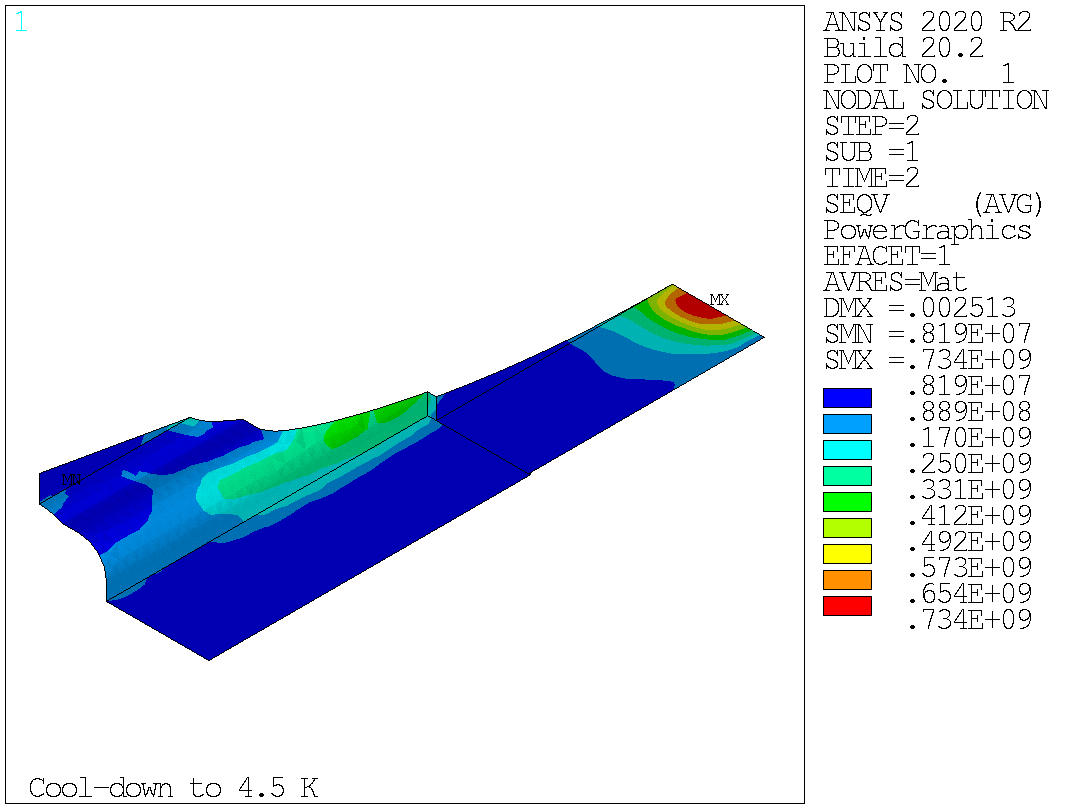 1
ANSYS 2020 R2
Build 20.2
PLOT NO. 1
NODAL SOLUTION
STEP=2
SUB =1
TIME=2
SEQV (AVG)
PowerGraphics
EFACET=1
AVRES=Mat
DMX =.002513
SMN =.819E+07
SMX =.734E+09
.819E+07
.889E+08
.170E+09
.250E+09
.331E+09
.412E+09
.492E+09
.573E+09
.654E+09
.734E+09
MX
MN
Cool-down to 4.5 K